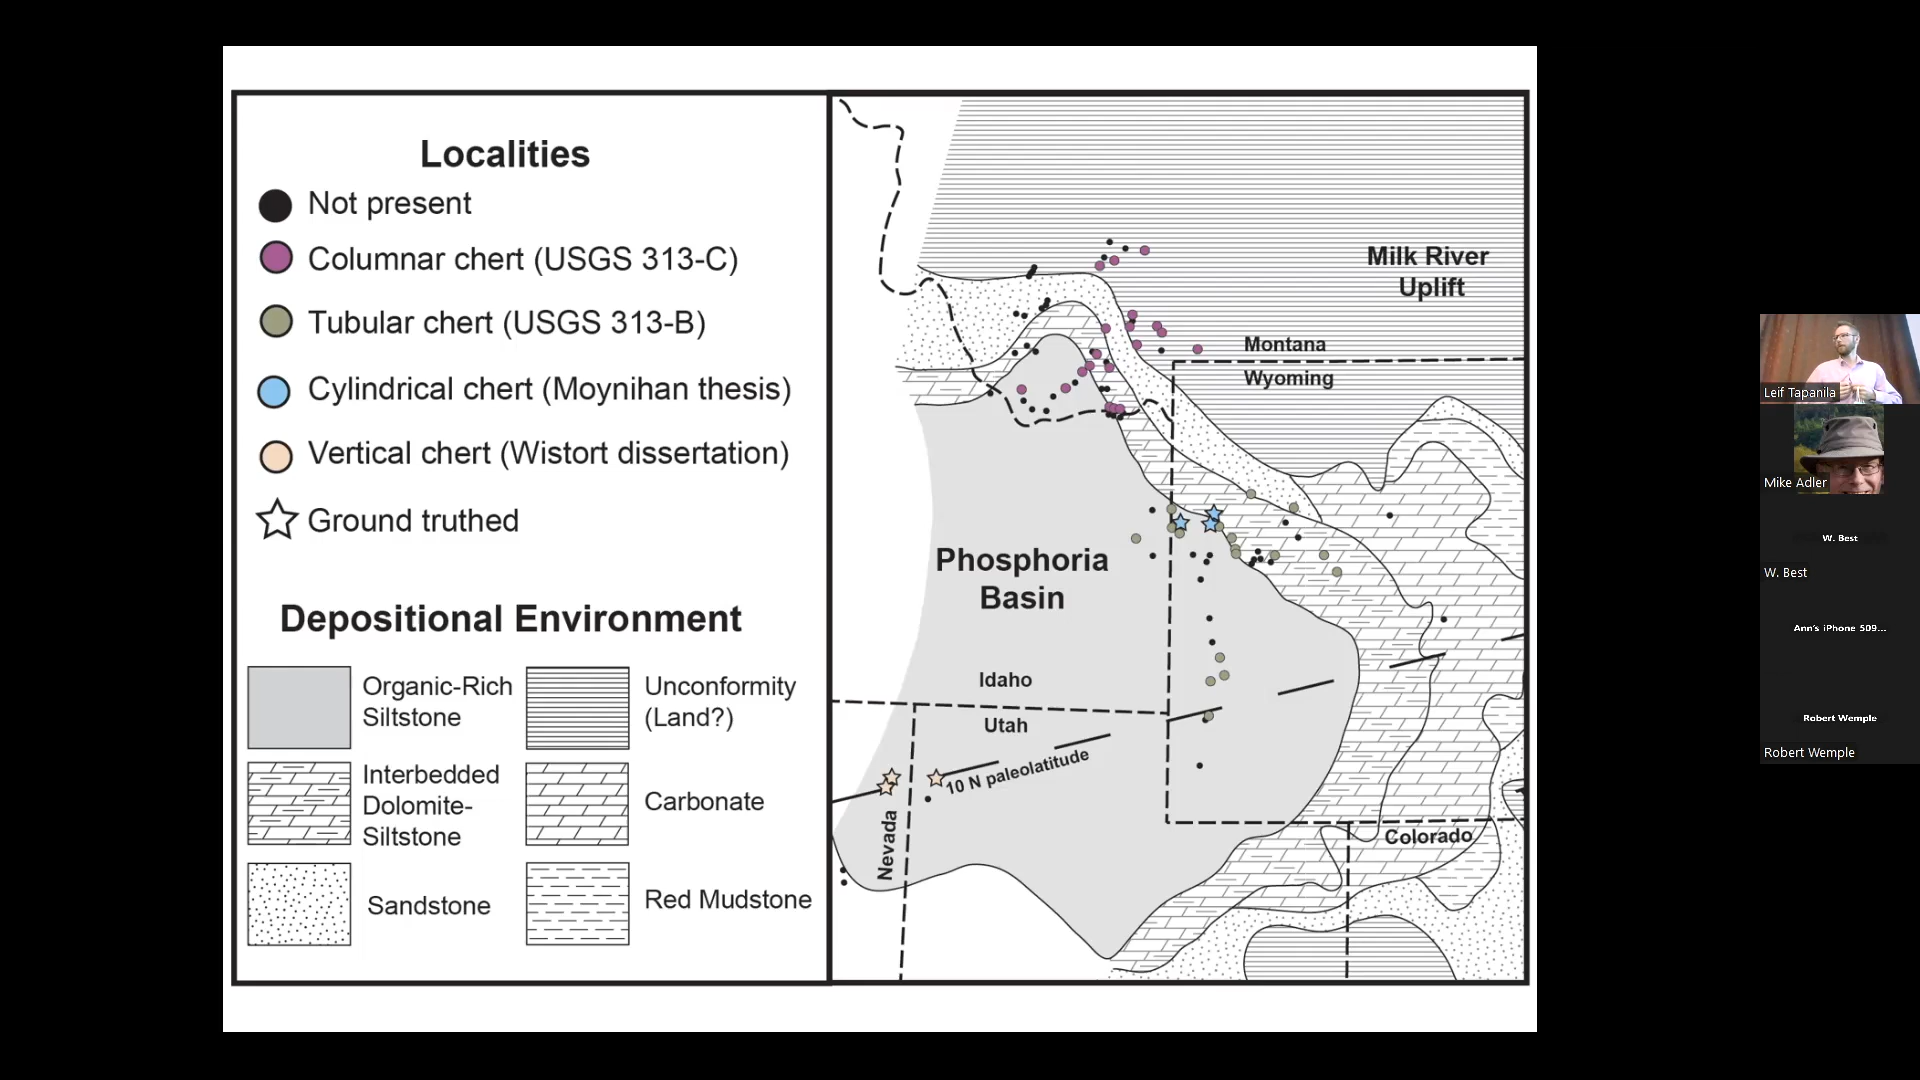 Localities
Not present
Columnar chert (USGS 313-C)
Tubular chert (USGS 313-B)
Cylindrical chert (Moynihan thesis)
Vertical chert (Wistort dissertation)
Ground truthed
Depositional Environment
Organic-Rich
Siltstone
Unconformity
(Land?)
Interbedded
Dolomite-
Siltstone
Carbonate
Sandstone
Red Mudstone
Milk River
Uplift
Montana
Wyoming
Phosphoria
Basin
Idaho
Utah
10 N paleolatitude
Nevada
Colorado
Leif Tapanila
Mike Adler
W. Best
W. Best
Ann's iPhone 509...
Robert Wemple
Robert Wemple